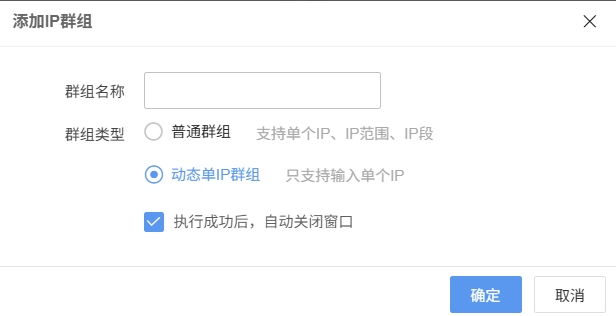 添加IP群组
群组名称
群组类型 普通群组 支持单个IP、IP范围、IP段
动态单IP群组 只支持输入单个IP
执行成功后，自动关闭窗口
确定 取消